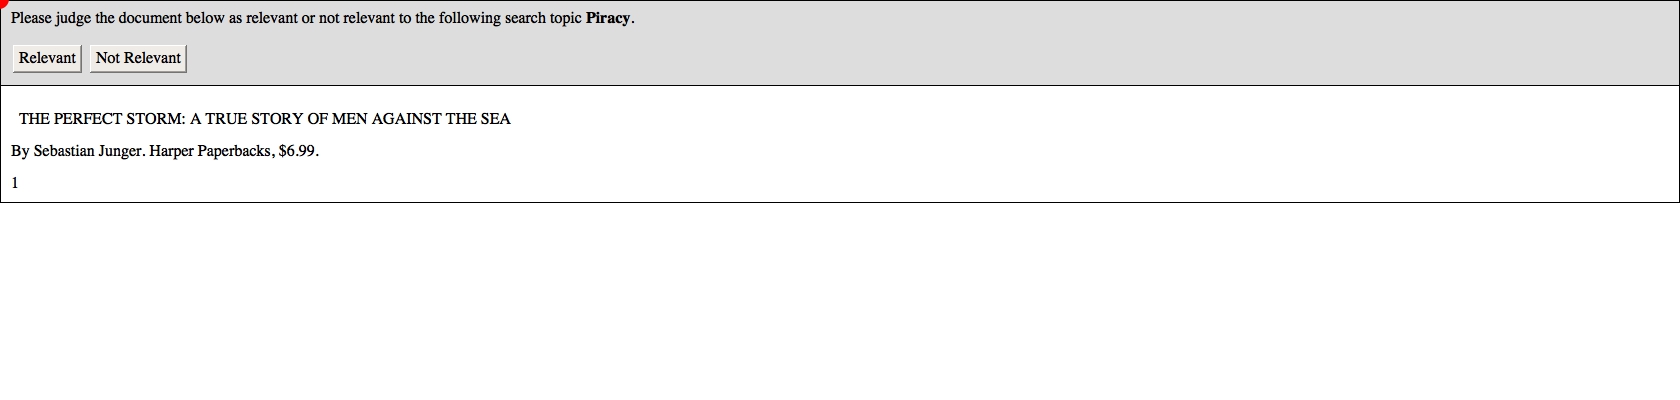 Please judge the document below as relevant or not relevant to the following search topic Piracy.
Relevant Not Relevant
THE PERFECT STORM: A TRUE STORY OF MEN AGAINST THE SEA
By Sebastian Junger. Harper Paperbacks, $6.99.
1